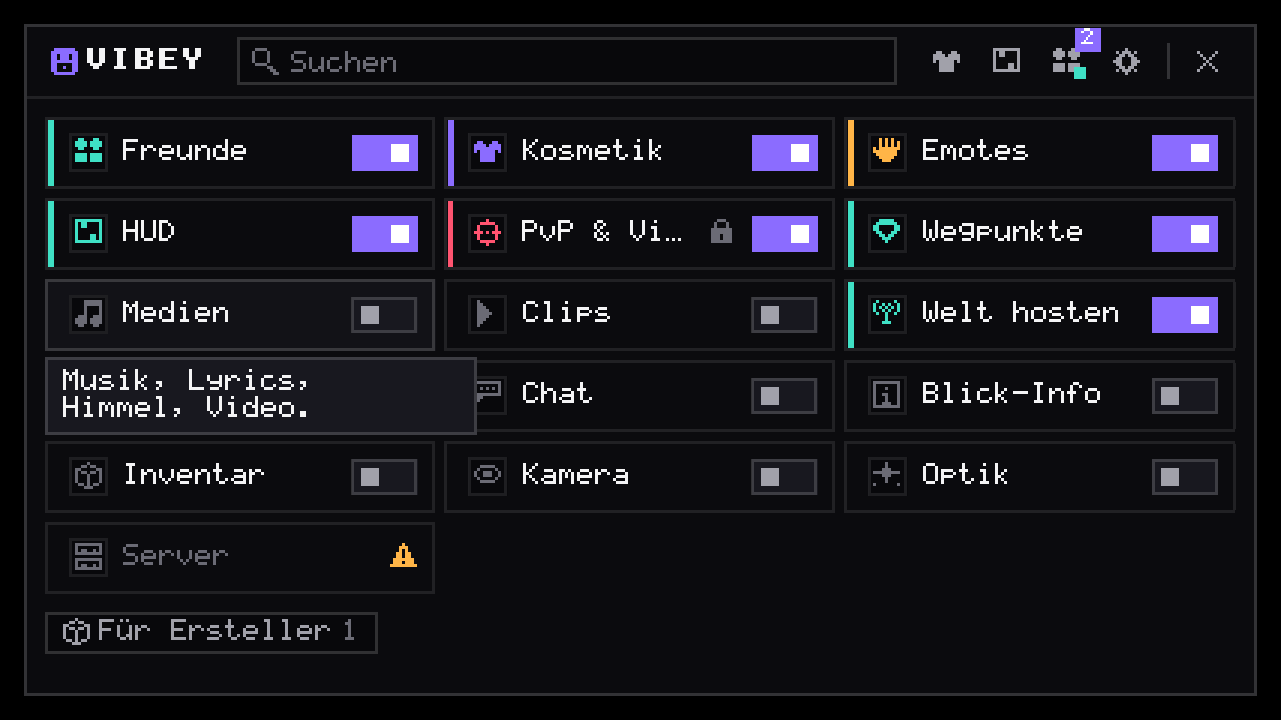 VIBEY
Suchen
2
Freunde
Kosmetik
Emotes
HUD
PvP & Vi…
Wegpunkte
Medien
Clips
Welt hosten
Musik, Lyrics,
Himmel, Video.
Chat
Blick-Info
Inventar
Kamera
Optik
Server
Für Ersteller 1